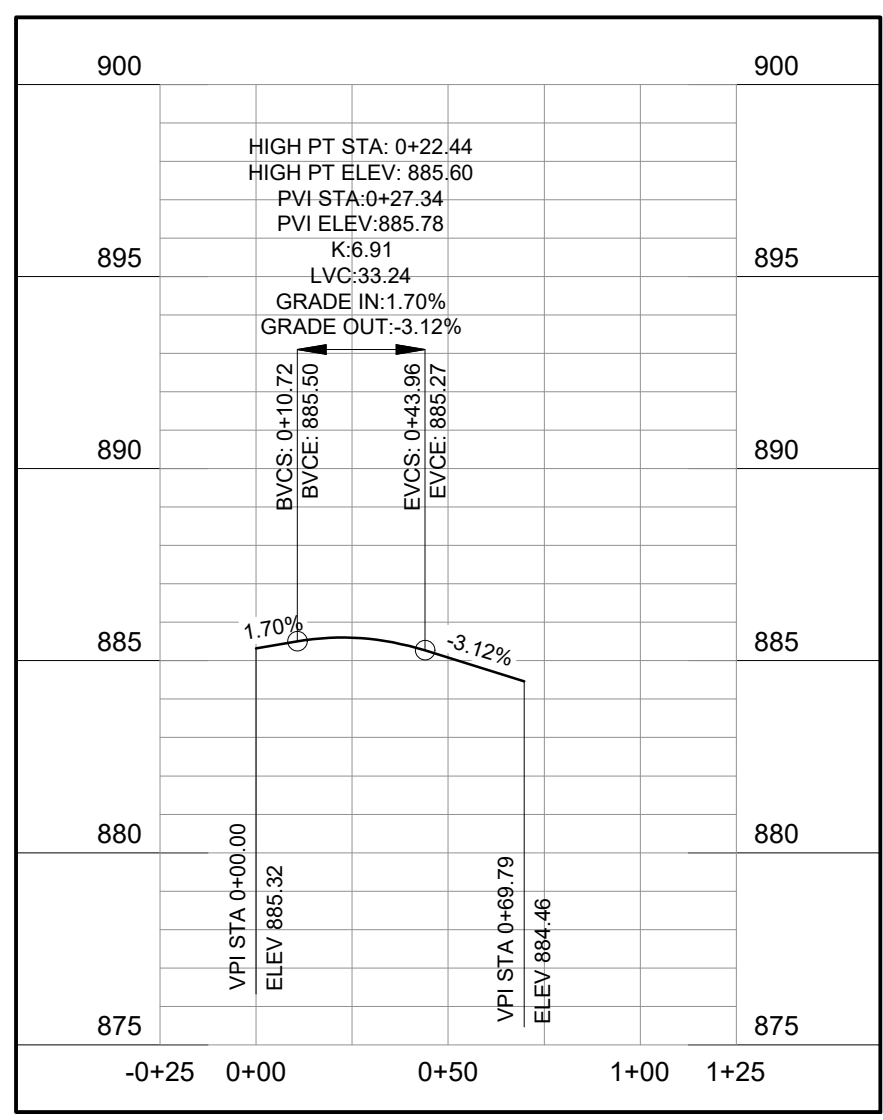 900 900
HIGH PT STA: 0+22.44
HIGH PT ELEV: 885.60
PVI STA:0+27.34
PVI ELEV:885.78
K:6.91
LVC:33.24
GRADE IN:1.70%
GRADE OUT:-3.12%
895 895
BVCS: 0+10.72
BVCE: 885.50
EVCS: 0+43.96
EVCE: 885.27
890 890
1.70%
-3.12%
885 885
880 880
VPI STA 0+00.00
ELEV 885.32
VPI STA 0+69.79
ELEV 884.46
875 875
-0+25 0+00 0+50 1+00 1+25